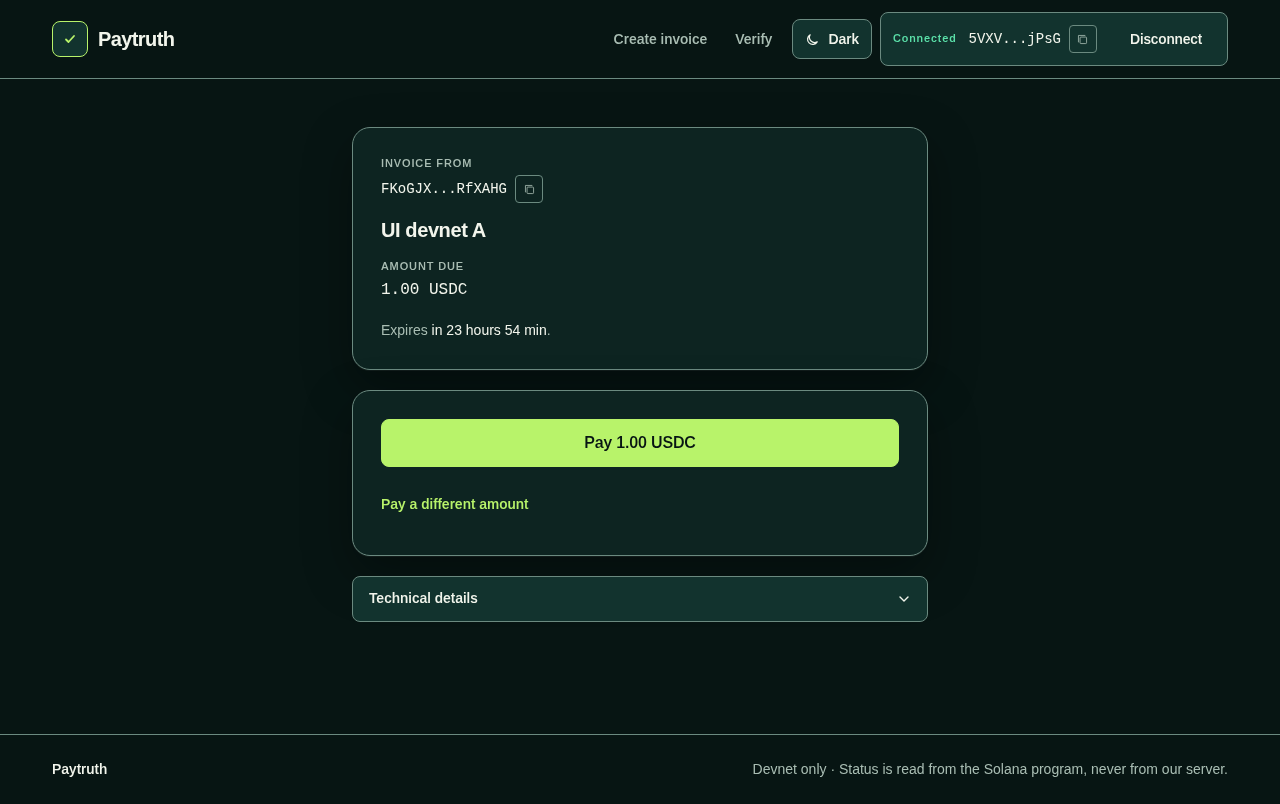 Paytruth
Create invoice
Verify
Dark
Connected 5VXV...jPsG
Disconnect
INVOICE FROM
FKoGJX...RfXAHG
UI devnet A
AMOUNT DUE
1.00 USDC
Expires in 23 hours 54 min.
Pay 1.00 USDC
Pay a different amount
Technical details
Paytruth
Devnet only · Status is read from the Solana program, never from our server.